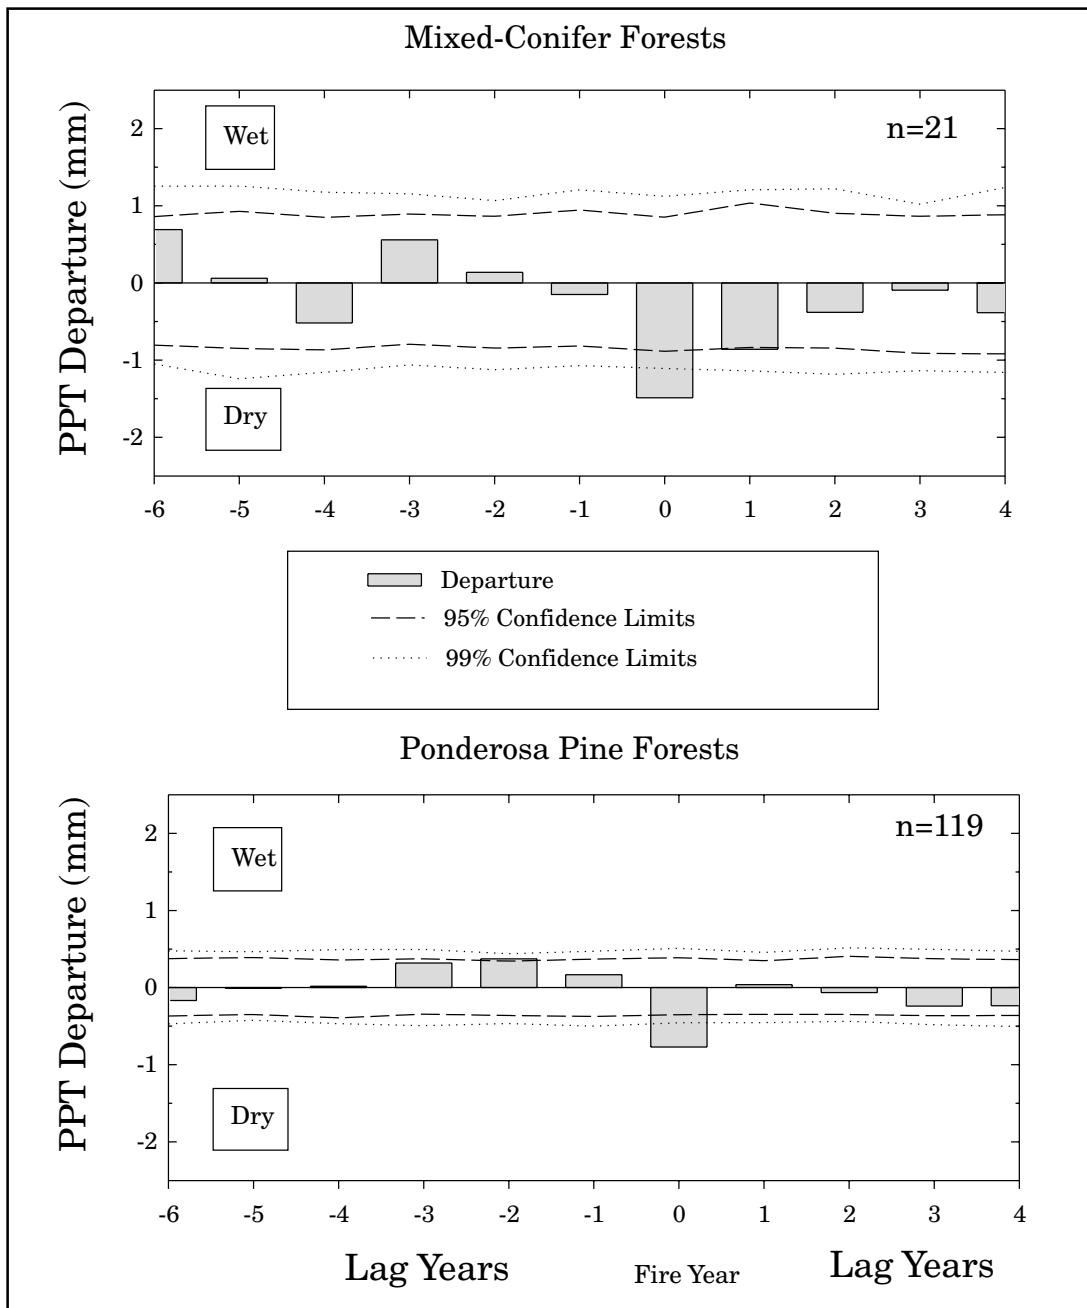 Mixed-Conifer Forests
PPT Departure (mm)
2
1
0
-1
-2
Wet
n=21
Dry
-6 -5 -4 -3 -2 -1 0 1 2 3 4
Departure
95% Confidence Limits
99% Confidence Limits
Ponderosa Pine Forests
PPT Departure (mm)
2
1
0
-1
-2
Wet
n=119
Dry
-6 -5 -4 -3 -2 -1 0 1 2 3 4
Lag Years Fire Year Lag Years